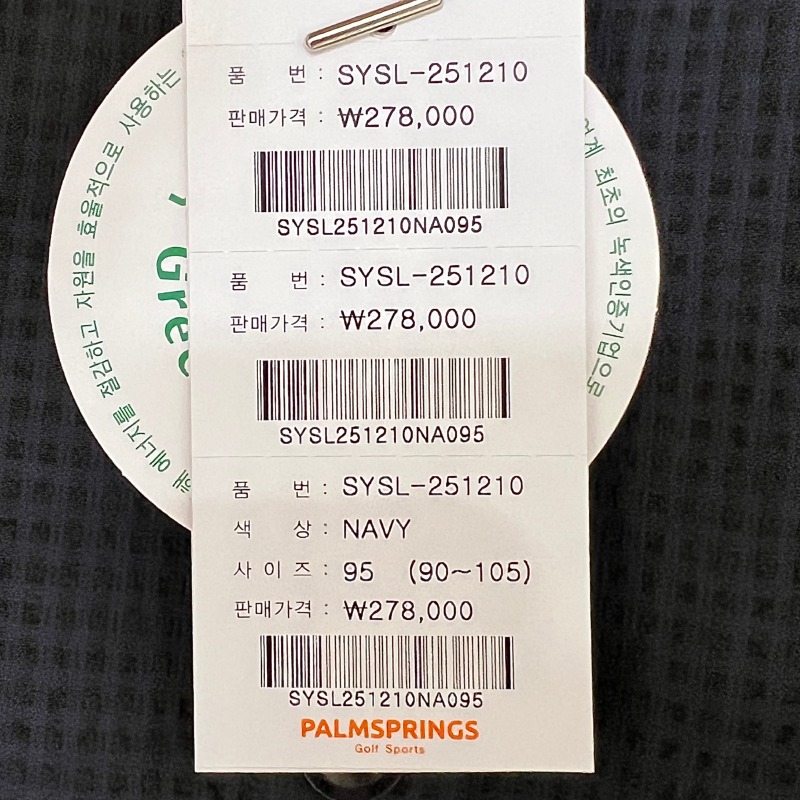 품 번 : SYSL-251210
판매가격 : ₩278,000
SYSL251210NA095
품 번 : SYSL-251210
판매가격 : ₩278,000
SYSL251210NA095
품 번 : SYSL-251210
색 상 : NAVY
사 이 즈 : 95 (90~105)
판매가격 : ₩278,000
SYSL251210NA095
PALMSPRINGS
Golf Sports
에너지를 절감하고 자원을 효율적으로 사용하는
최초의 녹색인증기업으로